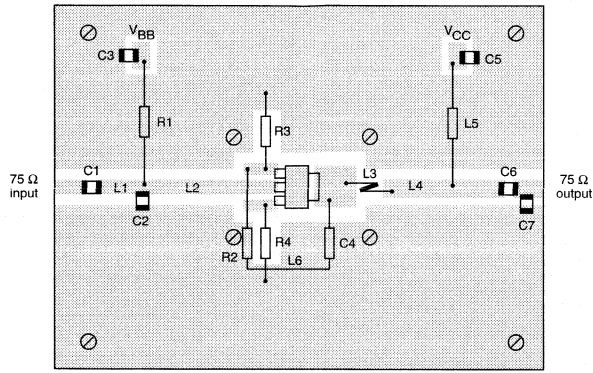 VBB
VCC
C3
C5
R1
R3
L5
75 Ω
input
C1
L1
L2
L3
L4
C6
75 Ω
output
C2
C7
R2
R4
L6
C4